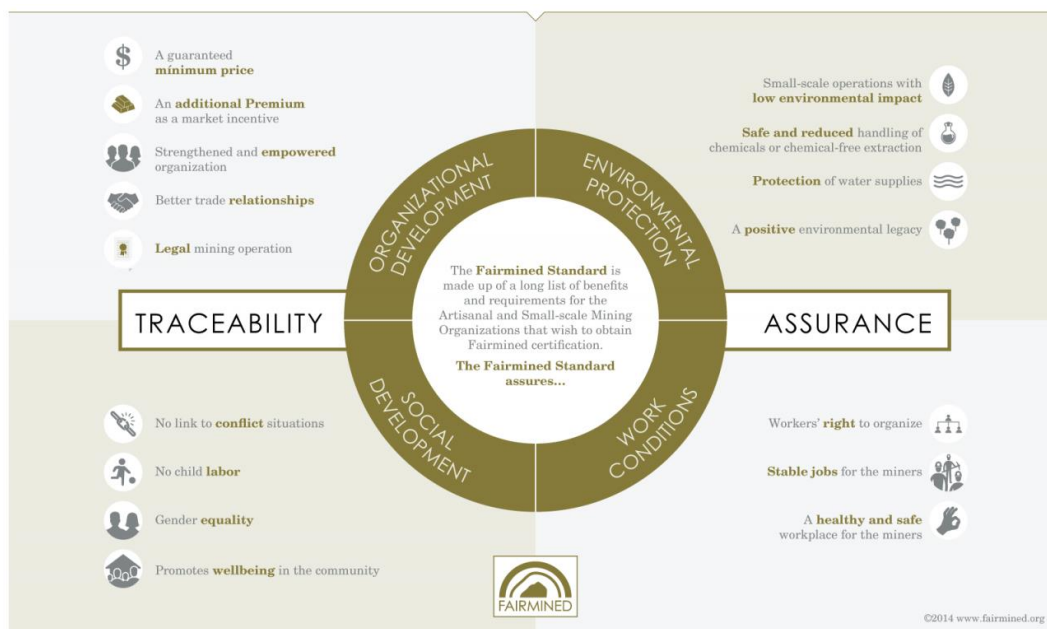 $
A guaranteed
mínimum price
An additional Premium
as a market incentive
Strengthened and empowered
organization
Better trade relationships
Legal mining operation
Small-scale operations with
low environmental impact
Safe and reduced handling of
chemicals or chemical-free extraction
Protection of water supplies
A positive environmental legacy
ORGANIZATIONAL
DEVELOPMENT
ENVIRONMENTAL
PROTECTION
TRACEABILITY
The Fairmined Standard is
made up of a long list of benefits
and requirements for the
Artisanal and Small-scale Mining
Organizations that wish to obtain
Fairmined certification.
The Fairmined Standard
assures...
ASSURANCE
SOCIAL
DEVELOPMENT
WORK
CONDITIONS
No link to conflict situations
No child labor
Gender equality
Promotes wellbeing in the community
Workers' right to organize
Stable jobs for the miners
A healthy and safe
workplace for the miners
FAIRMINED
©2014 www.fairmined.org